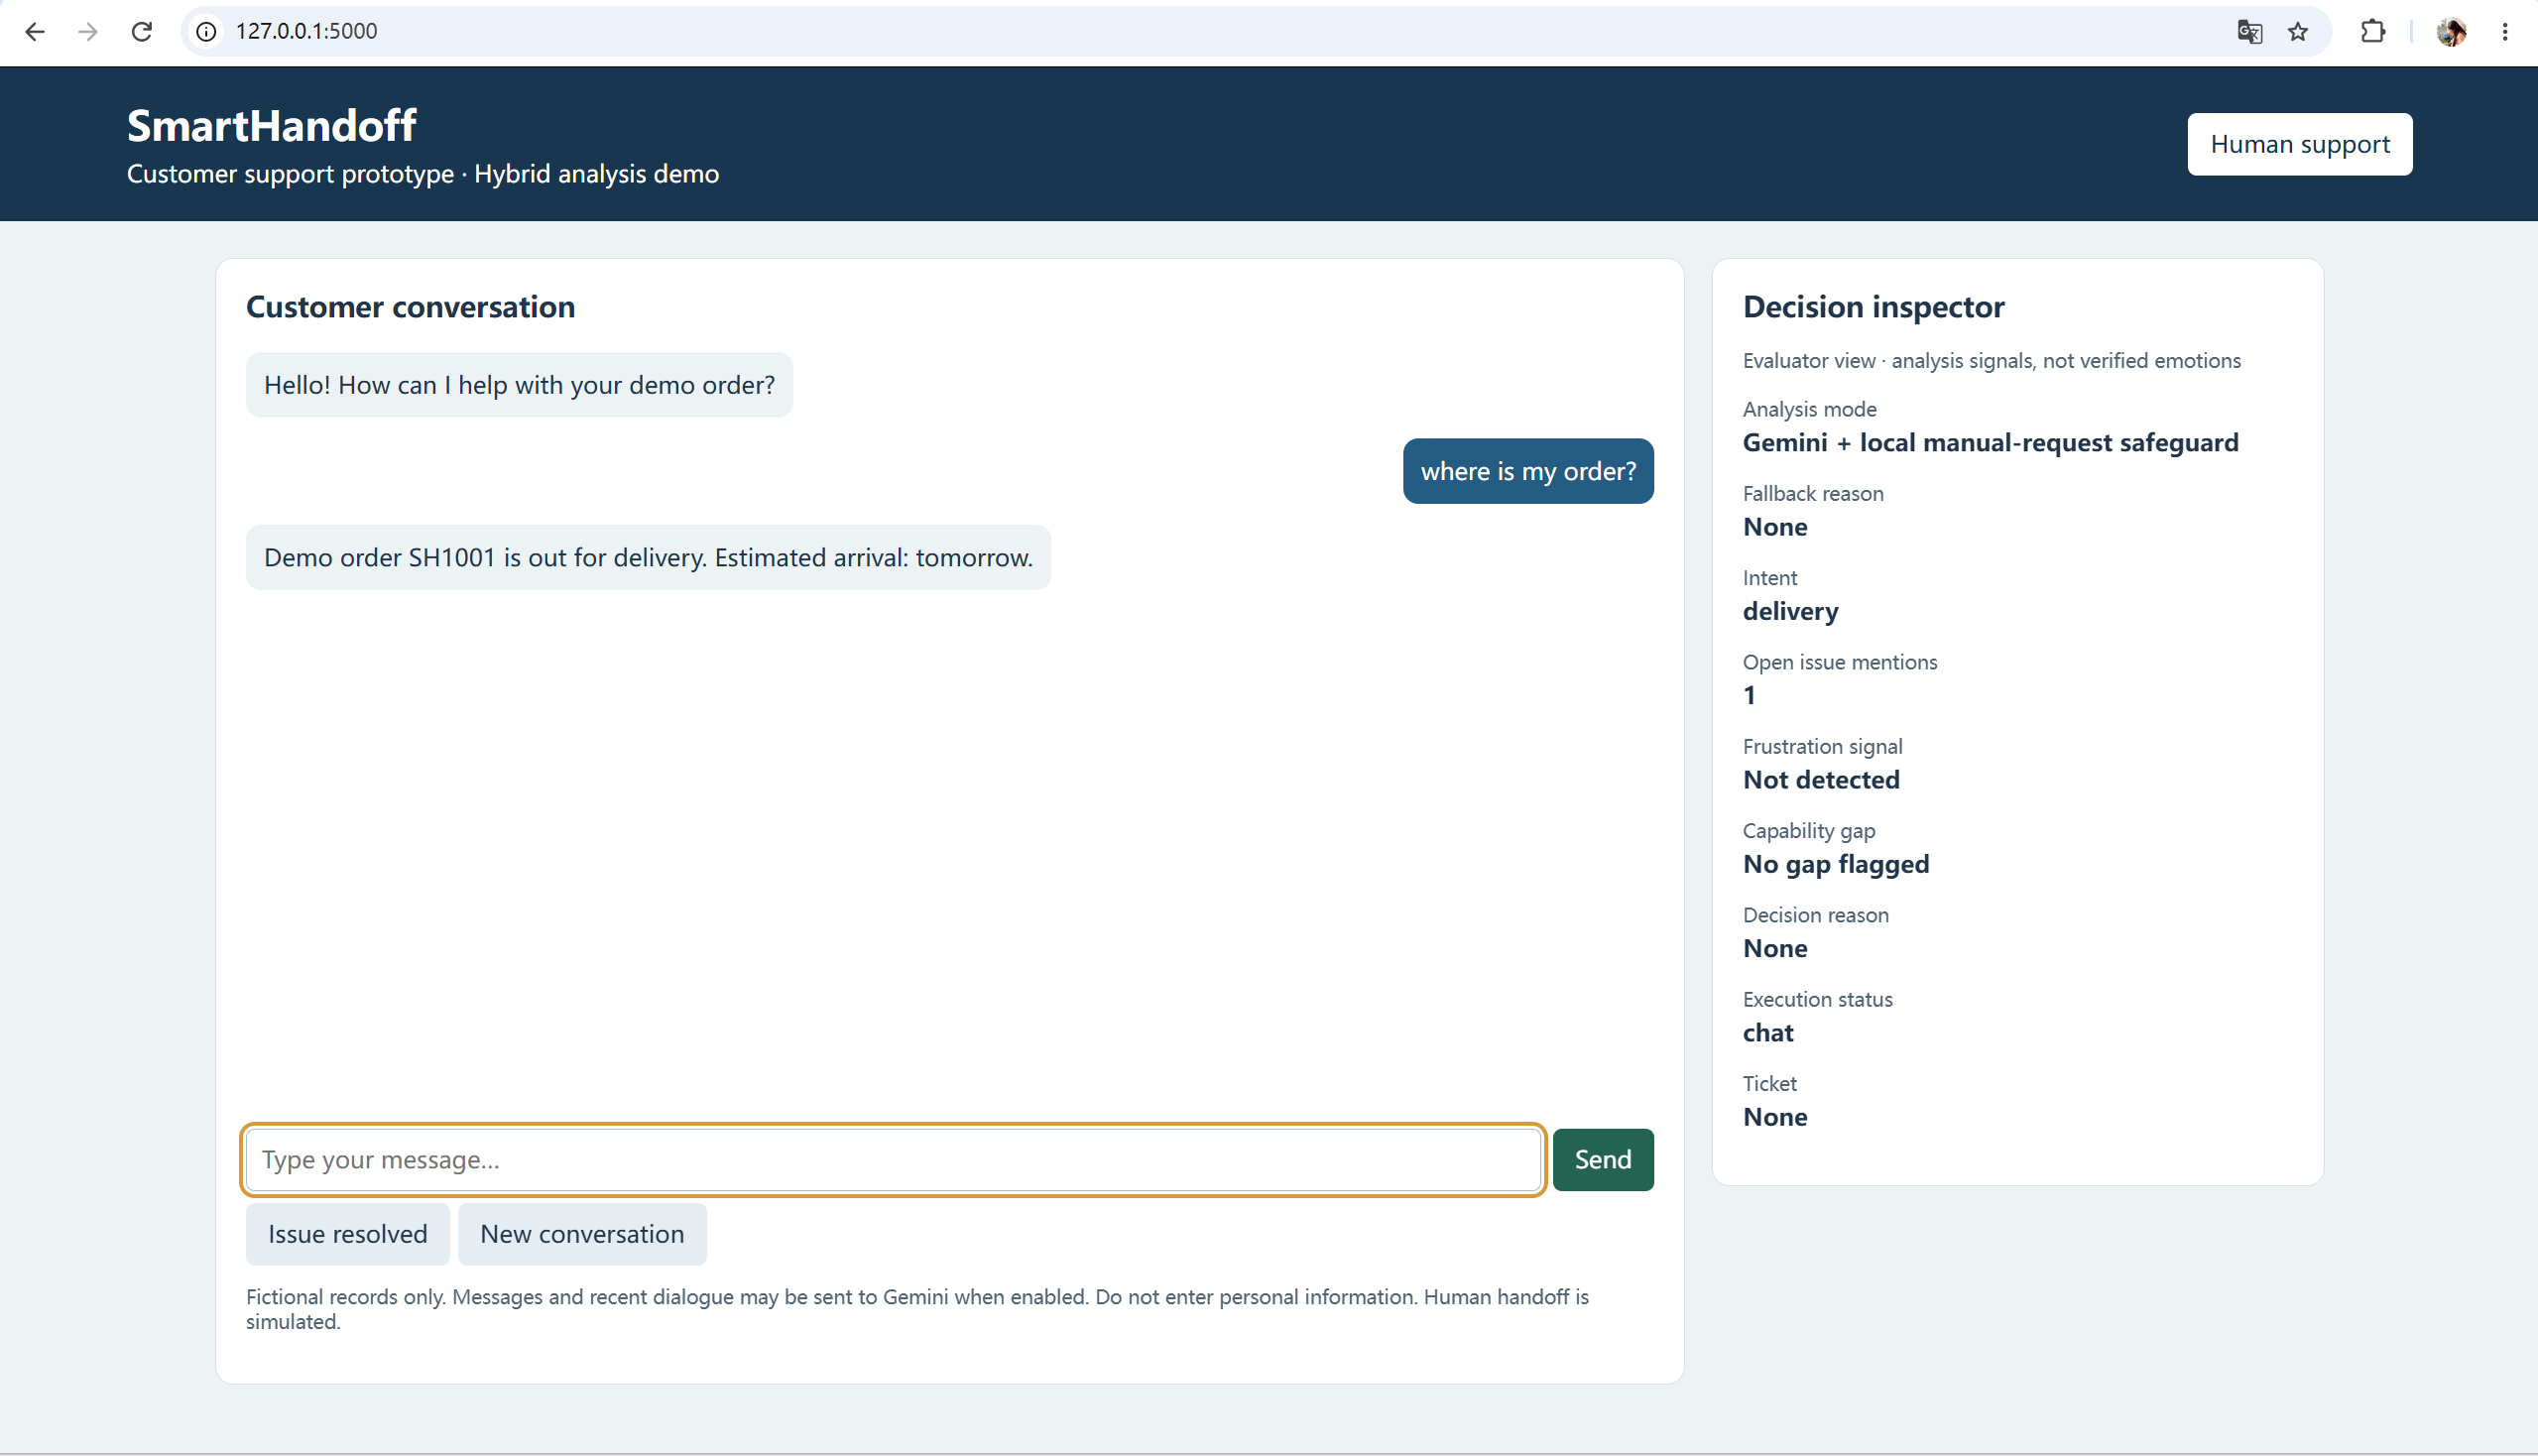 127.0.0.1:5000
SmartHandoff
Customer support prototype · Hybrid analysis demo
Human support
Customer conversation
Hello! How can I help with your demo order?
where is my order?
Demo order SH1001 is out for delivery. Estimated arrival: tomorrow.
Type your message...
Send
Issue resolved
New conversation
Fictional records only. Messages and recent dialogue may be sent to Gemini when enabled. Do not enter personal information. Human handoff is
simulated.
Decision inspector
Evaluator view · analysis signals, not verified emotions
Analysis mode
Gemini + local manual-request safeguard
Fallback reason
None
Intent
delivery
Open issue mentions
1
Frustration signal
Not detected
Capability gap
No gap flagged
Decision reason
None
Execution status
chat
Ticket
None